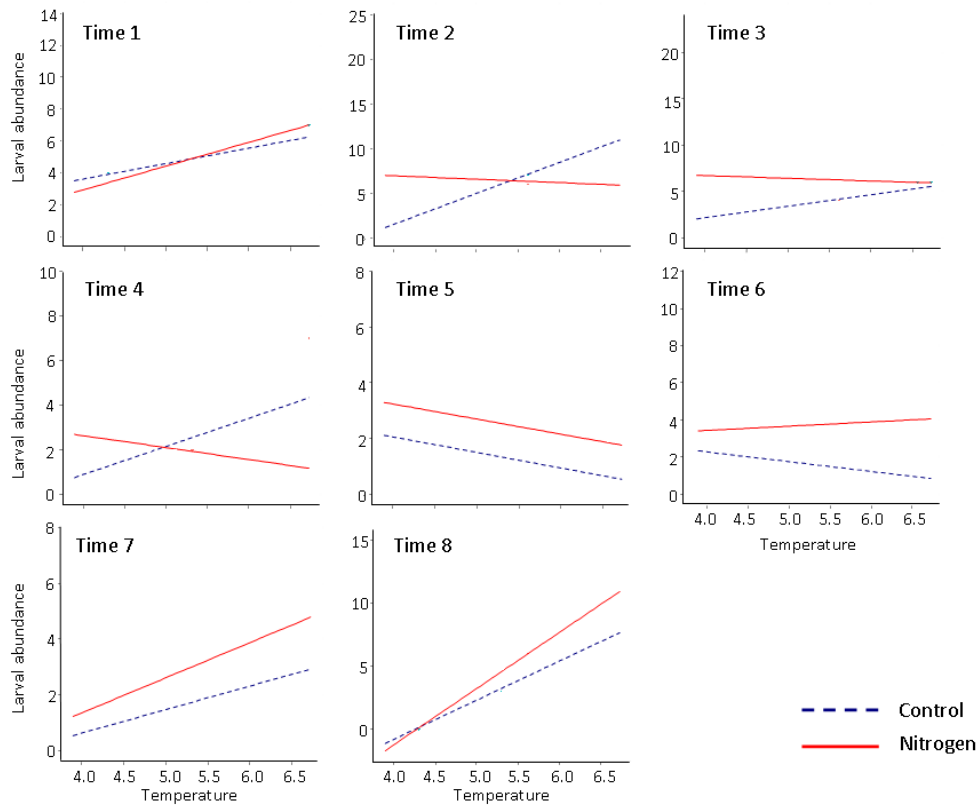 Time 1
14
12
10
8
6
4
2
0
Larval abundance
Time 2
25
20
15
10
5
0
Time 3
20
15
10
5
0
Time 4
10
8
6
4
2
0
Larval abundance
Time 5
8
6
4
2
0
Time 6
12
10
8
6
4
2
0
4.0 4.5 5.0 5.5 6.0 6.5
Temperature
Time 7
8
6
4
2
0
Larval abundance
4.0 4.5 5.0 5.5 6.0 6.5
Temperature
Time 8
15
10
5
0
4.0 4.5 5.0 5.5 6.0 6.5
Temperature
Control
Nitrogen